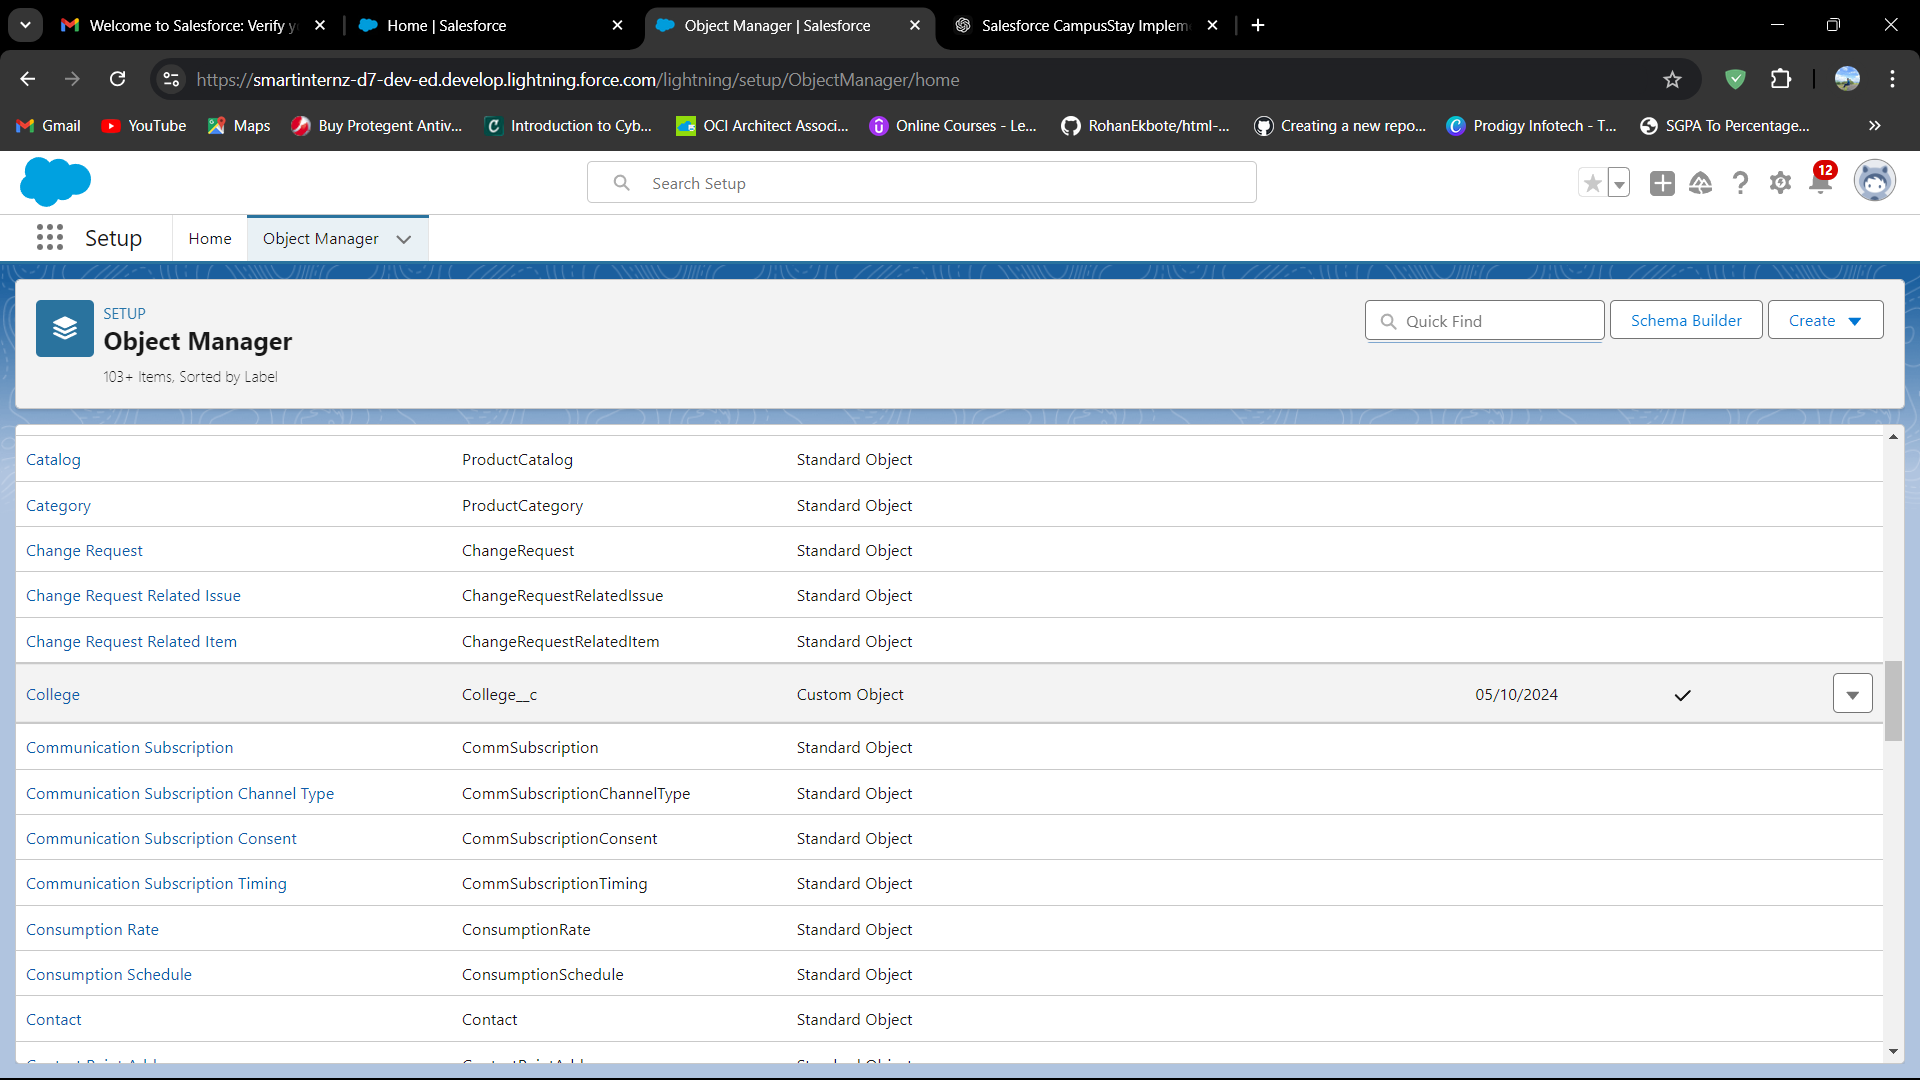 Welcome to Salesforce: Verify y
Home | Salesforce
Object Manager | Salesforce
Salesforce CampusStay Implem
https://smartinternz-d7-dev-ed.develop.lightning.force.com/lightning/setup/ObjectManager/home
Gmail
YouTube
Maps
Buy Protegent Antiv...
Introduction to Cyb...
OCI Architect Associ...
Online Courses - Le...
RohanEkbote/html-...
Creating a new repo...
Prodigy Infotech - T...
SGPA To Percentage...
Search Setup
12
Setup
Home
Object Manager
SETUP
Object Manager
103+ Items, Sorted by Label
Quick Find
Schema Builder
Create
Catalog ProductCatalog Standard Object
Category ProductCategory Standard Object
Change Request ChangeRequest Standard Object
Change Request Related Issue ChangeRequestRelatedIssue Standard Object
Change Request Related Item ChangeRequestRelatedItem Standard Object
College College__c Custom Object 05/10/2024
Communication Subscription CommSubscription Standard Object
Communication Subscription Channel Type CommSubscriptionChannelType Standard Object
Communication Subscription Consent CommSubscriptionConsent Standard Object
Communication Subscription Timing CommSubscriptionTiming Standard Object
Consumption Rate ConsumptionRate Standard Object
Consumption Schedule ConsumptionSchedule Standard Object
Contact Contact Standard Object